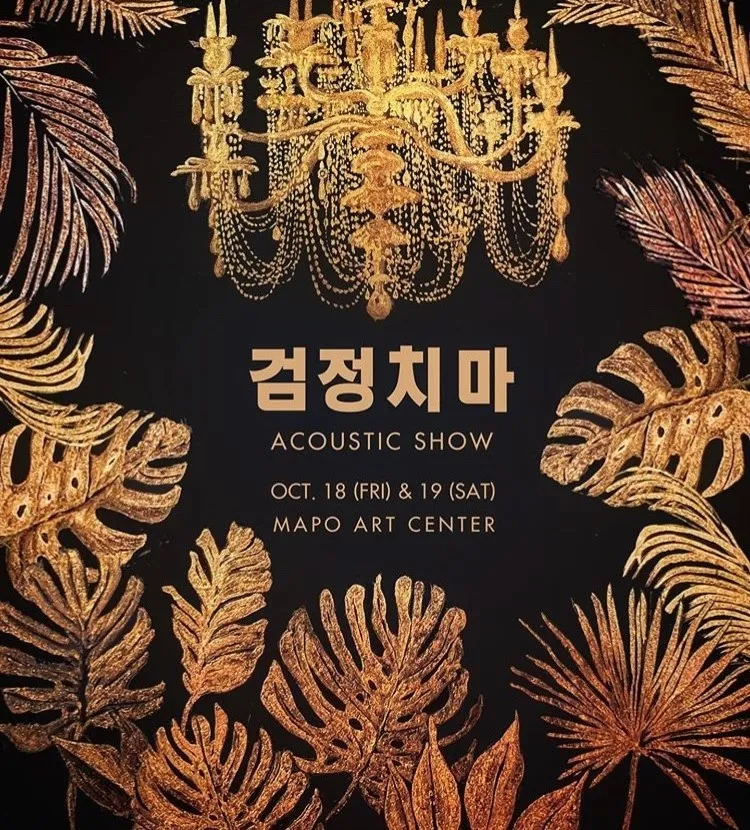 검정치마
ACOUSTIC SHOW
OCT. 18 (FRI) & 19 (SAT)
MAPO ART CENTER